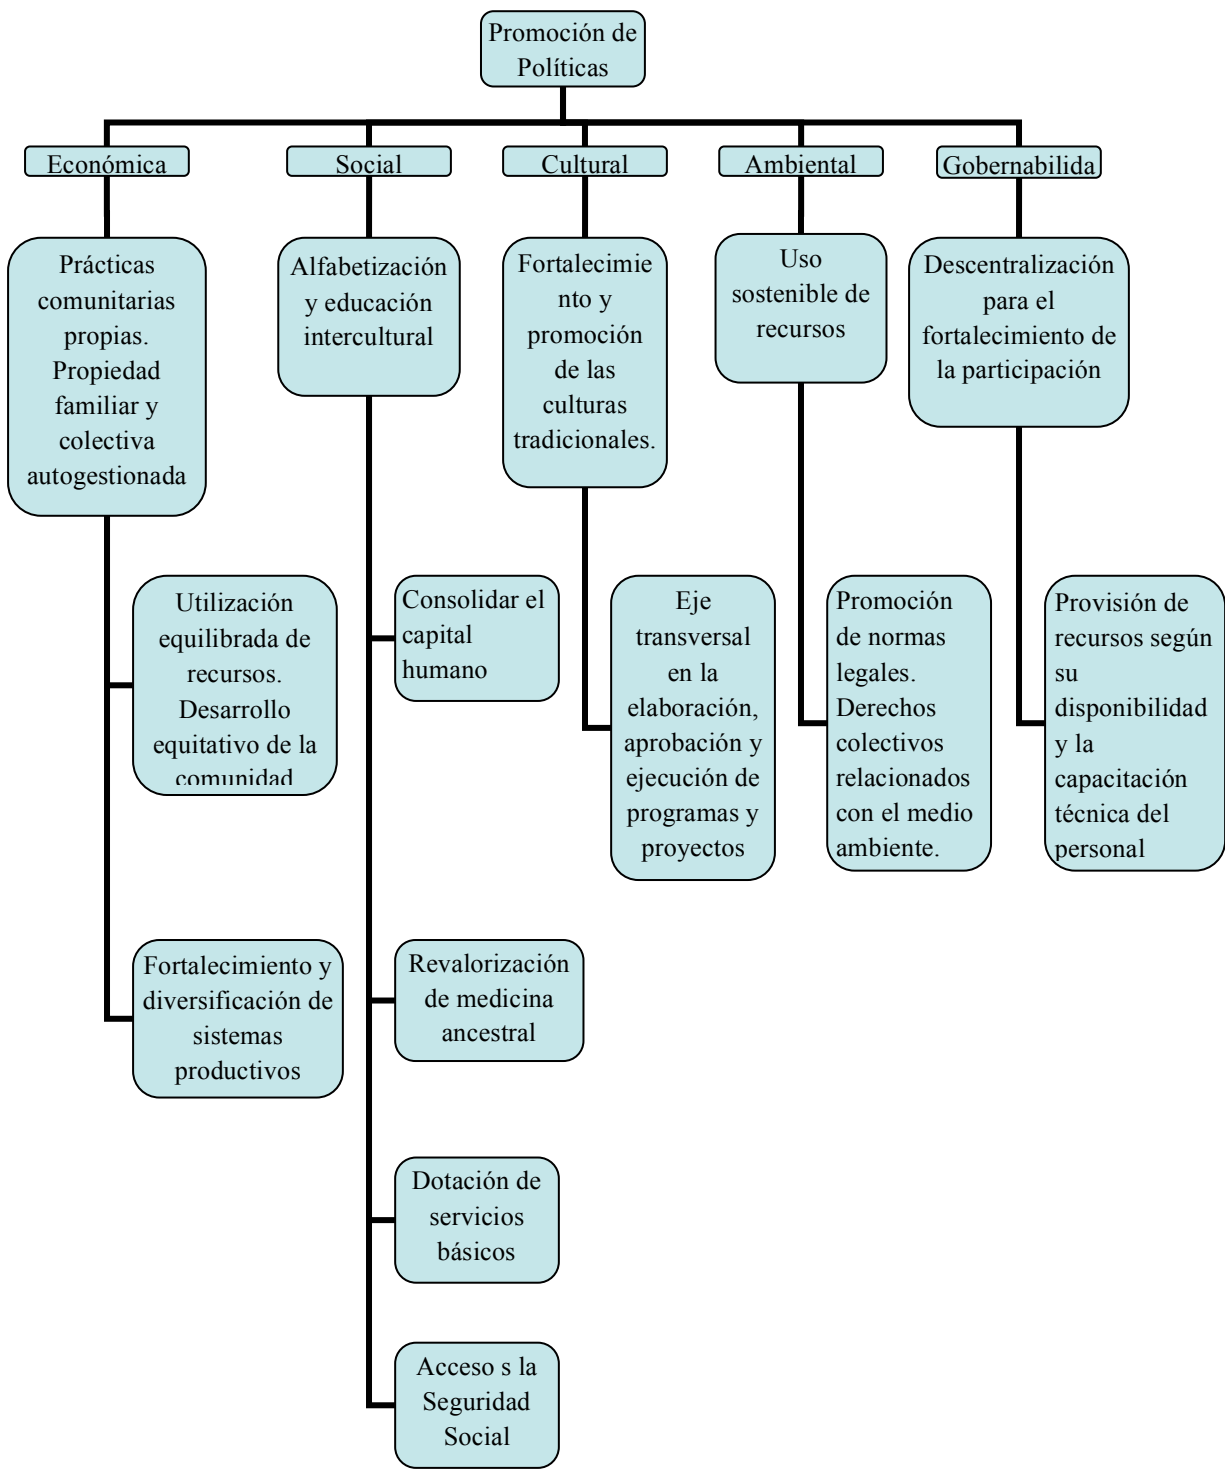 Promoción de
Políticas
Económica
Social
Cultural
Ambiental
Gobernabilida
Prácticas
comunitarias
propias.
Propiedad
familiar y
colectiva
autogestionada
Alfabetización
y educación
intercultural
Fortalecimie
nto y
promoción
de las
culturas
tradicionales.
Uso
sostenible de
recursos
Descentralización
para el
fortalecimiento de
la participación
Utilización
equilibrada de
recursos.
Desarrollo
equitativo de la
comunidad
Consolidar el
capital
humano
Eje
transversal
en la
elaboración,
aprobación y
ejecución de
programas y
proyectos
Promoción
de normas
legales.
Derechos
colectivos
relacionados
con el medio
ambiente.
Provisión de
recursos según
su
disponibilidad
y la
capacitación
técnica del
personal
Fortalecimiento y
diversificación de
sistemas
productivos
Revalorización
de medicina
ancestral
Dotación de
servicios
básicos
Acceso s la
Seguridad
Social